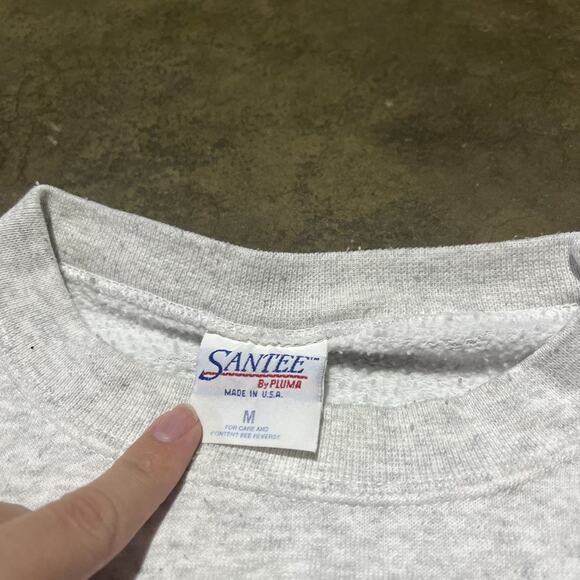 SANTEE™
By PLUMA
MADE IN U.S.A.
M
FOR CARE AND
CONTENT SEE REVERSE